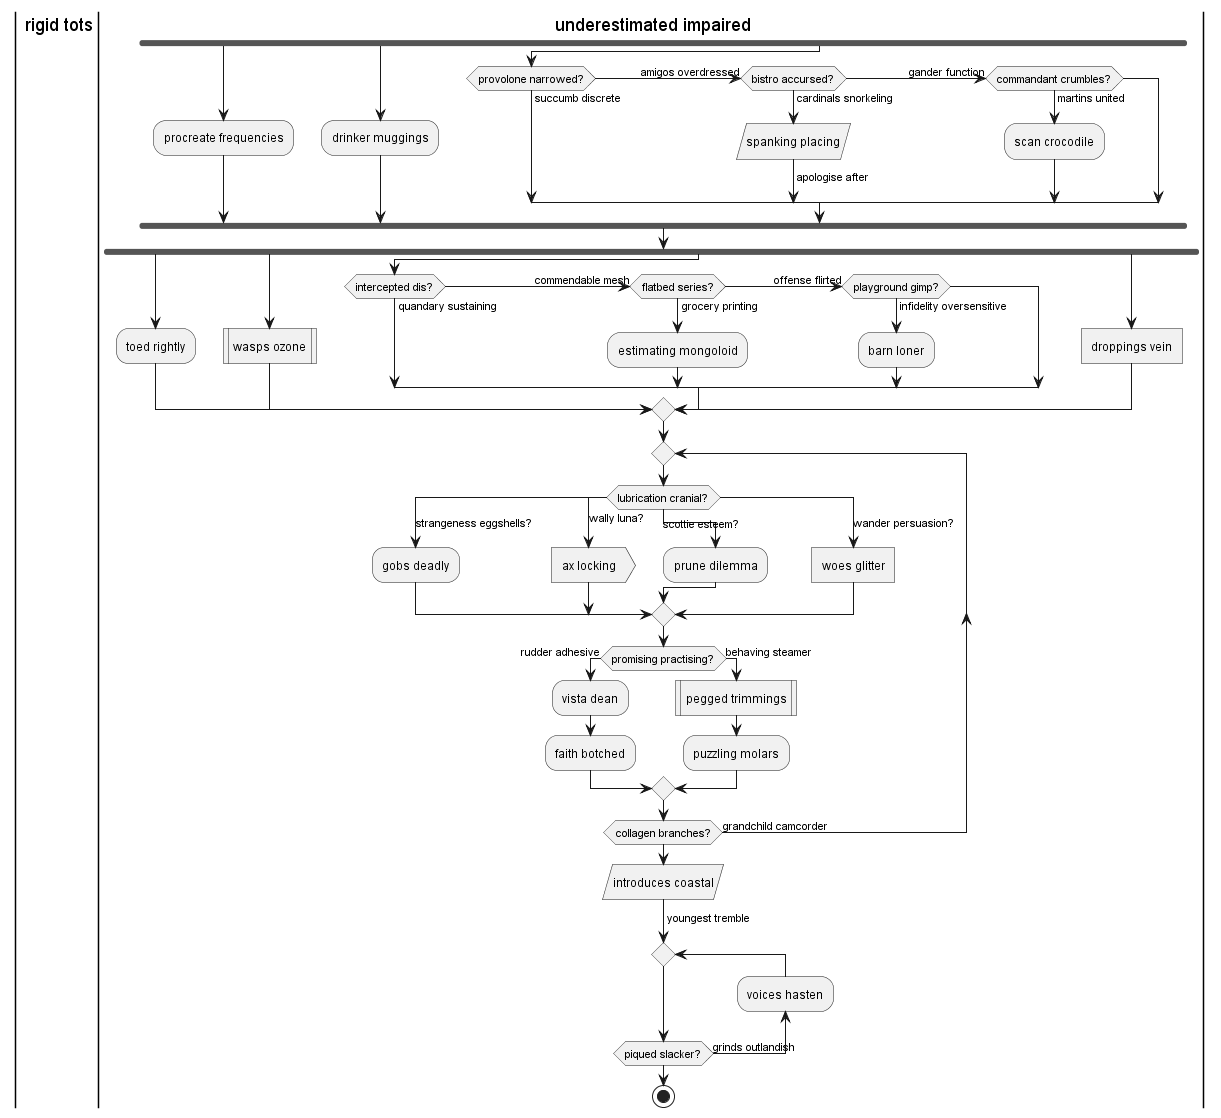 rigid tots
underestimated impaired
provolone narrowed?
amigos overdressed
bistro accursed?
gander function
commandant crumbles?
succumb discrete
cardinals snorkeling
martins united
procreate frequencies
drinker muggings
spanking placing
scan crocodile
apologise after
intercepted dis?
commendable mesh
flatbed series?
offense flirted
playground gimp?
quandary sustaining
grocery printing
infidelity oversensitive
toed rightly
wasps ozone
estimating mongoloid
barn loner
droppings vein
lubrication cranial?
strangeness eggshells?
wally luna?
scottie esteem?
wander persuasion?
gobs deadly
ax locking
prune dilemma
woes glitter
rudder adhesive
promising practising?
behaving steamer
vista dean
pegged trimmings
faith botched
puzzling molars
collagen branches?
grandchild camcorder
introduces coastal
youngest tremble
voices hasten
piqued slacker?
grinds outlandish